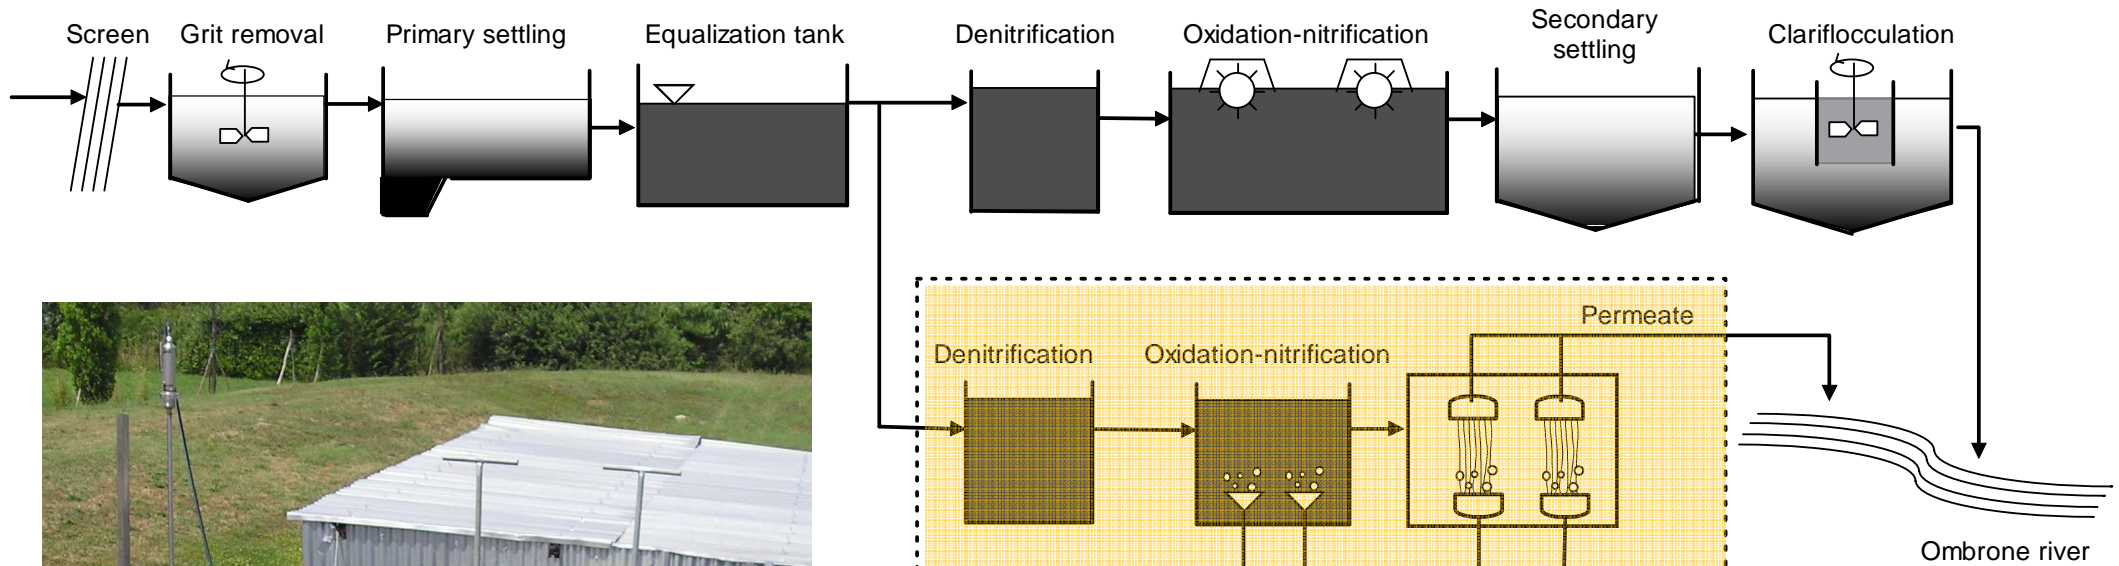 Screen
Grit removal
Primary settling
Equalization tank
Denitrification
Oxidation-nitrification
Secondary
settling
Clariflocculation
Permeate
Denitrification
Oxidation-nitrification
Ombrone river